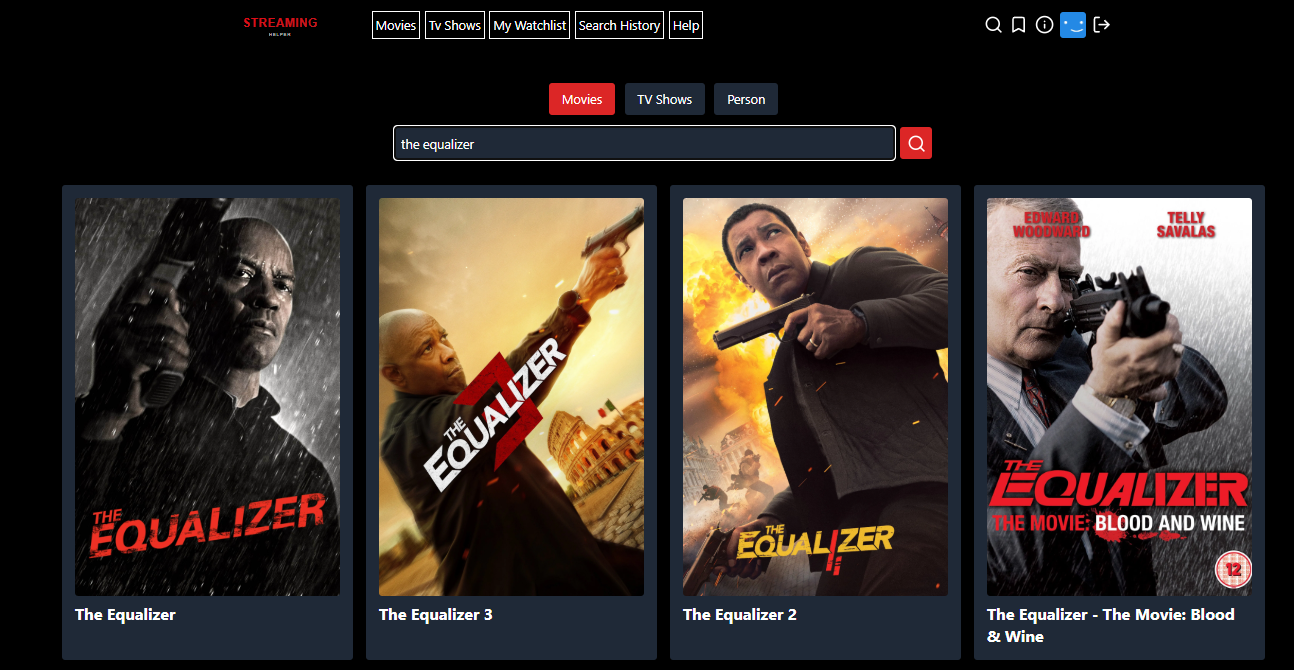 STREAMING
HELPER
Movies
Tv Shows
My Watchlist
Search History
Help
Movies
TV Shows
Person
the equalizer
THE
EQUALIZER
THE
EQUALIZER
3
THE
EQUALIZER
II
EDWARD
WOODWARD
TELLY
SAVALAS
THE
EQUALIZER
THE MOVIE: BLOOD AND WINE
12
The Equalizer
The Equalizer 3
The Equalizer 2
The Equalizer - The Movie: Blood
& Wine